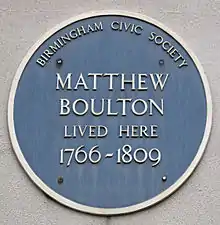 BIRMINGHAM CIVIC SOCIETY
MATTHEW
BOULTON
LIVED HERE
1766-1809